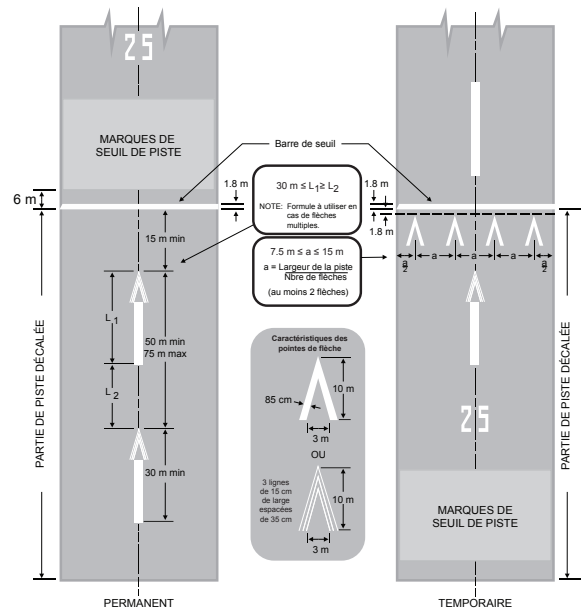 25
MARQUES DE
SEUIL DE PISTE
6 m
Barre de seuil
1.8 m
1.8 m
1.8 m
30 m ≤ L1≥ L2
NOTE: Formule à utiliser en
cas de flèches
multiples.
7.5 m ≤ a ≤ 15 m
a = Largeur de la piste
Nbre de flèches
(au moins 2 flèches)
15 m min
L1
50 m min
75 m max
L2
30 m min
PARTIE DE PISTE DÉCALÉE
PERMANENT
Caractéristiques des
pointes de flèche
10 m
85 cm
3 m
OU
3 lignes
de 15 cm
de large
espacées
de 35 cm
10 m
3 m
a/2 a a a a/2
25
MARQUES DE
SEUIL DE PISTE
PARTIE DE PISTE DÉCALÉE
TEMPORAIRE